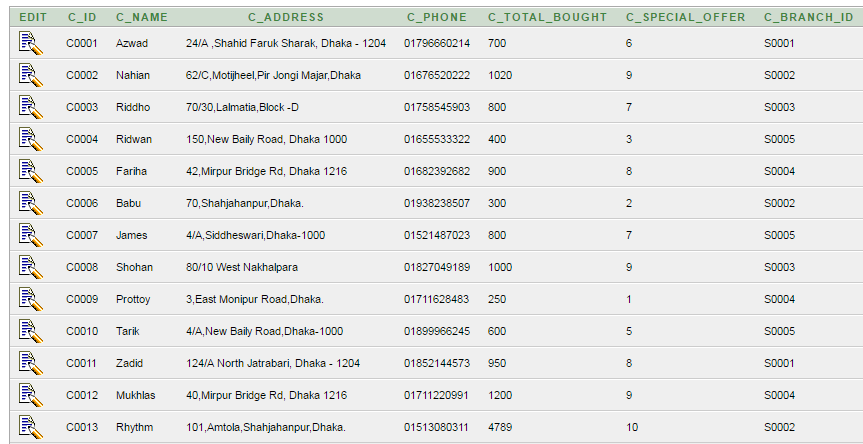 EDIT C_ID C_NAME C_ADDRESS C_PHONE C_TOTAL_BOUGHT C_SPECIAL_OFFER C_BRANCH_ID
C0001 Azwad 24/A ,Shahid Faruk Sharak, Dhaka - 1204 01796660214 700 6 S0001
C0002 Nahian 62/C,Motijheel,Pir Jongi Majar,Dhaka 01676520222 1020 9 S0002
C0003 Riddho 70/30,Lalmatia,Block -D 01758545903 800 7 S0003
C0004 Ridwan 150,New Baily Road, Dhaka 1000 01655533322 400 3 S0005
C0005 Fariha 42,Mirpur Bridge Rd, Dhaka 1216 01682392682 900 8 S0004
C0006 Babu 70,Shahjahanpur,Dhaka. 01938238507 300 2 S0002
C0007 James 4/A,Siddheswari,Dhaka-1000 01521487023 800 7 S0005
C0008 Shohan 80/10 West Nakhalpara 01827049189 1000 9 S0003
C0009 Prottoy 3,East Monipur Road,Dhaka. 01711628483 250 1 S0004
C0010 Tarik 4/A,New Baily Road,Dhaka-1000 01899966245 600 5 S0005
C0011 Zadid 124/A North Jatrabari, Dhaka - 1204 01852144573 950 8 S0001
C0012 Mukhlas 40,Mirpur Bridge Rd, Dhaka 1216 01711220991 1200 9 S0004
C0013 Rhythm 101,Amtola,Shahjahanpur,Dhaka. 01513080311 4789 10 S0002